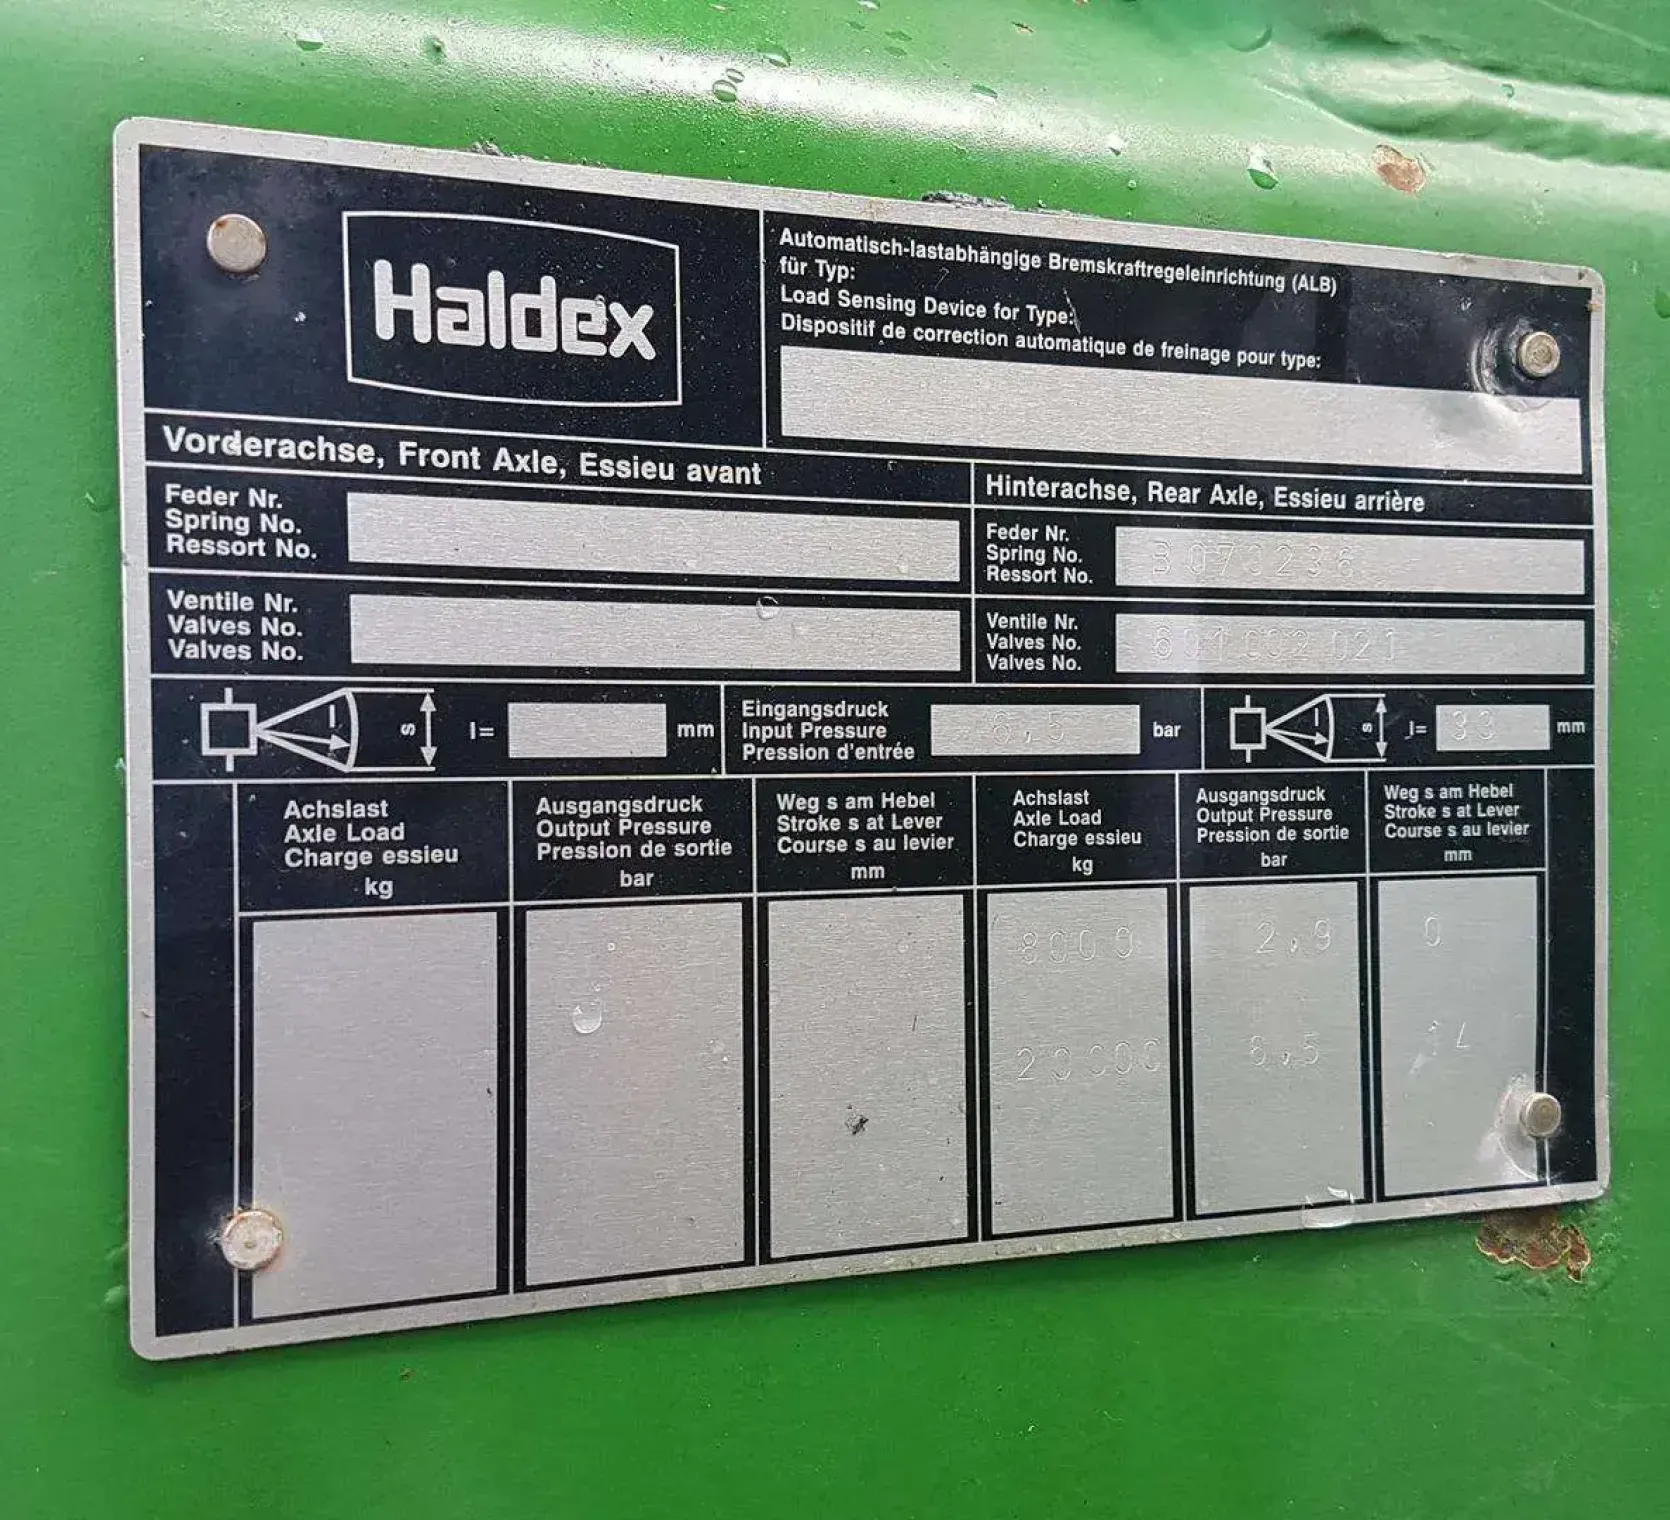 Haldex
Automatisch-lastabhängige Bremskraftregeleinrichtung (ALB)
für Typ:
Load Sensing Device for Type:
Dispositif de correction automatique de freinage pour type:
Vorderachse, Front Axle, Essieu avant
Feder Nr.
Spring No.
Ressort No.
Ventile Nr.
Valves No.
Valves No.
Hinterachse, Rear Axle, Essieu arrière
Feder Nr.
Spring No.
Ressort No.
Ventile Nr.
Valves No.
Valves No.
601 002 021
s l= mm
Eingangsdruck
Input Pressure
Pression d'entrée
6,5 bar
s l= 33 mm
Achslast
Axle Load
Charge essieu
kg
Ausgangsdruck
Output Pressure
Pression de sortie
bar
Weg s am Hebel
Stroke s at Lever
Course s au levier
mm
Achslast
Axle Load
Charge essieu
kg
Ausgangsdruck
Output Pressure
Pression de sortie
bar
Weg s am Hebel
Stroke s at Lever
Course s au levier
mm
8000 2,9 0
20000 6,5